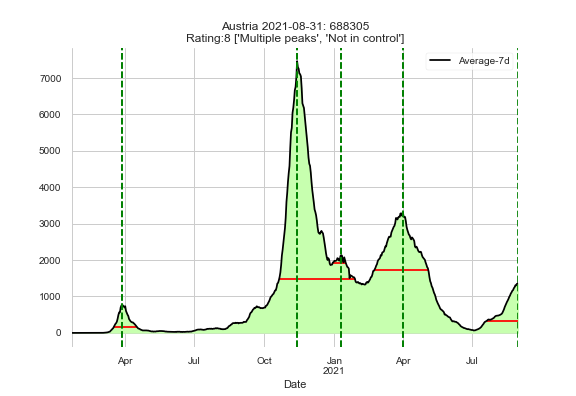 Austria 2021-08-31: 688305
Rating:8 ['Multiple peaks', 'Not in control']
Average-7d
7000
6000
5000
4000
3000
2000
1000
0
Apr
Jul
Oct
Jan
2021
Apr
Jul
Date